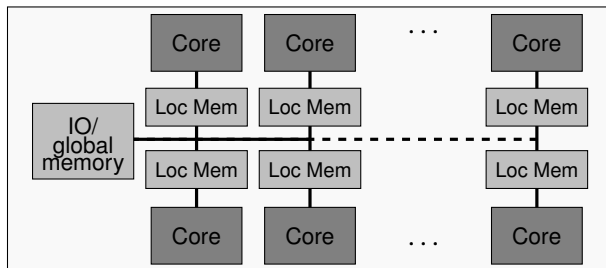 Core Core . . . Core
Loc Mem Loc Mem Loc Mem
IO/
global
memory
Loc Mem Loc Mem Loc Mem
Core Core . . . Core